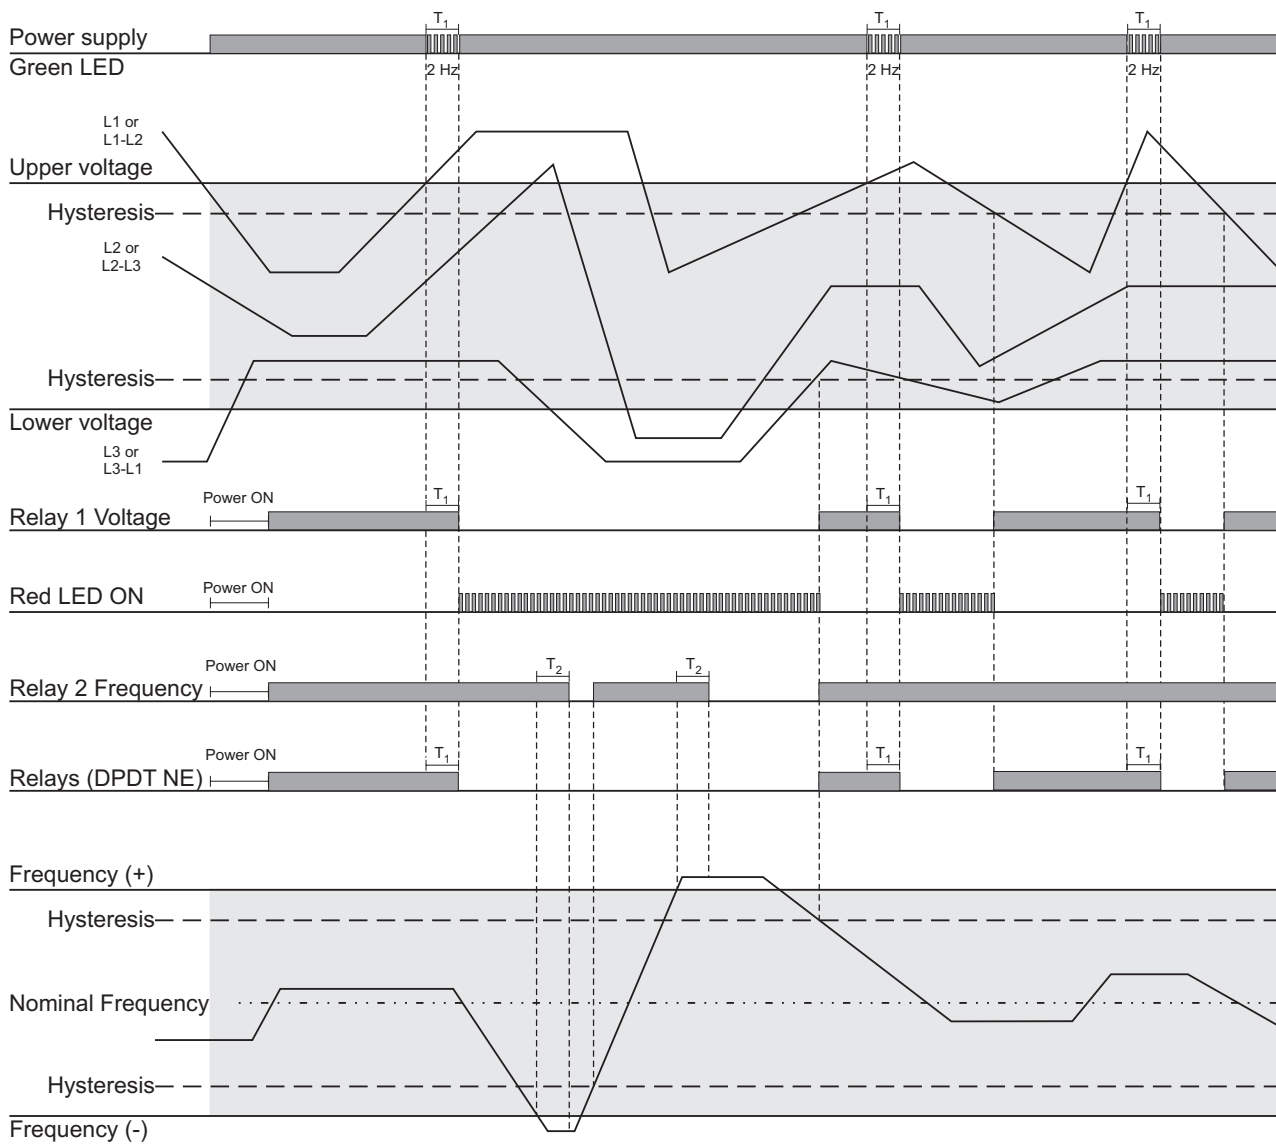 T1
T1
T1
Power supply
Green LED
2 Hz
2 Hz
2 Hz
L1 or
L1-L2
Upper voltage
Hysteresis
L2 or
L2-L3
Hysteresis
Lower voltage
L3 or
L3-L1
Power ON
T1
T1
T1
Relay 1 Voltage
Power ON
Red LED ON
Power ON
T2
T2
Relay 2 Frequency
Power ON
T1
T1
T1
Relays (DPDT NE)
Frequency (+)
Hysteresis
Nominal Frequency
Hysteresis
Frequency (-)